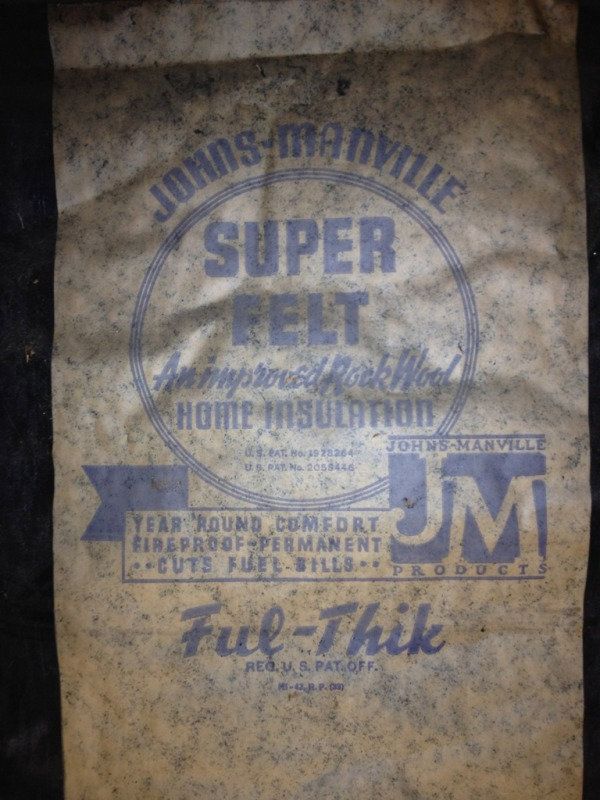 JOHNS-MANVILLE
SUPER
FELT
An improved Rock Wool
HOME INSULATION
U.S. PAT. No. 1928264
U.S. PAT. No. 2058448
JOHNS-MANVILLE
JM
PRODUCTS
YEAR 'ROUND COMFORT
FIREPROOF-PERMANENT
••CUTS FUEL BILLS••
Ful-Thik
REG. U.S. PAT. OFF.